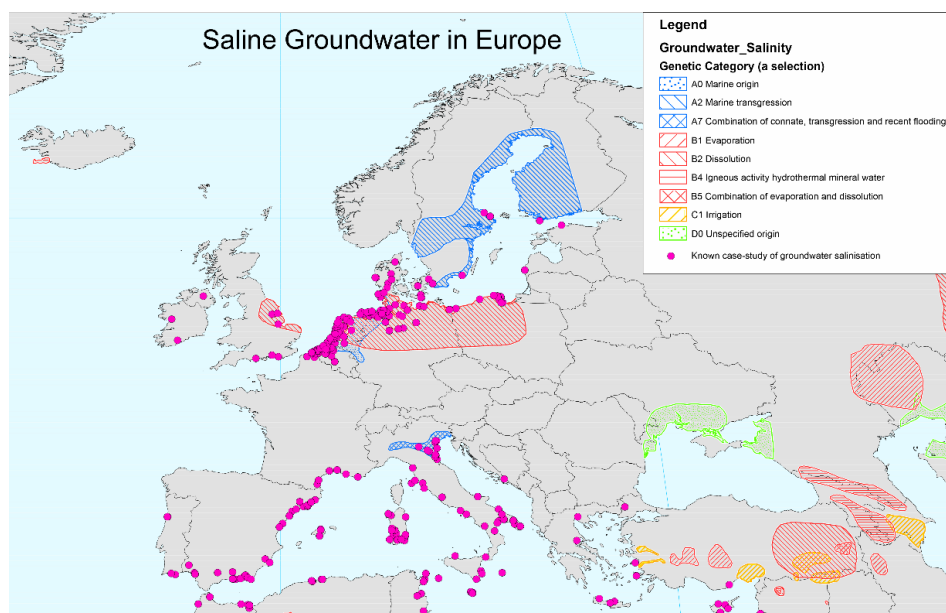 Saline Groundwater in Europe
Legend
Groundwater_Salinity
Genetic Category (a selection)
A0 Marine origin
A2 Marine transgression
A7 Combination of connate, transgression and recent flooding
B1 Evaporation
B2 Dissolution
B4 Igneous activity hydrothermal mineral water
B5 Combination of evaporation and dissolution
C1 Irrigation
D0 Unspecified origin
Known case-study of groundwater salinisation